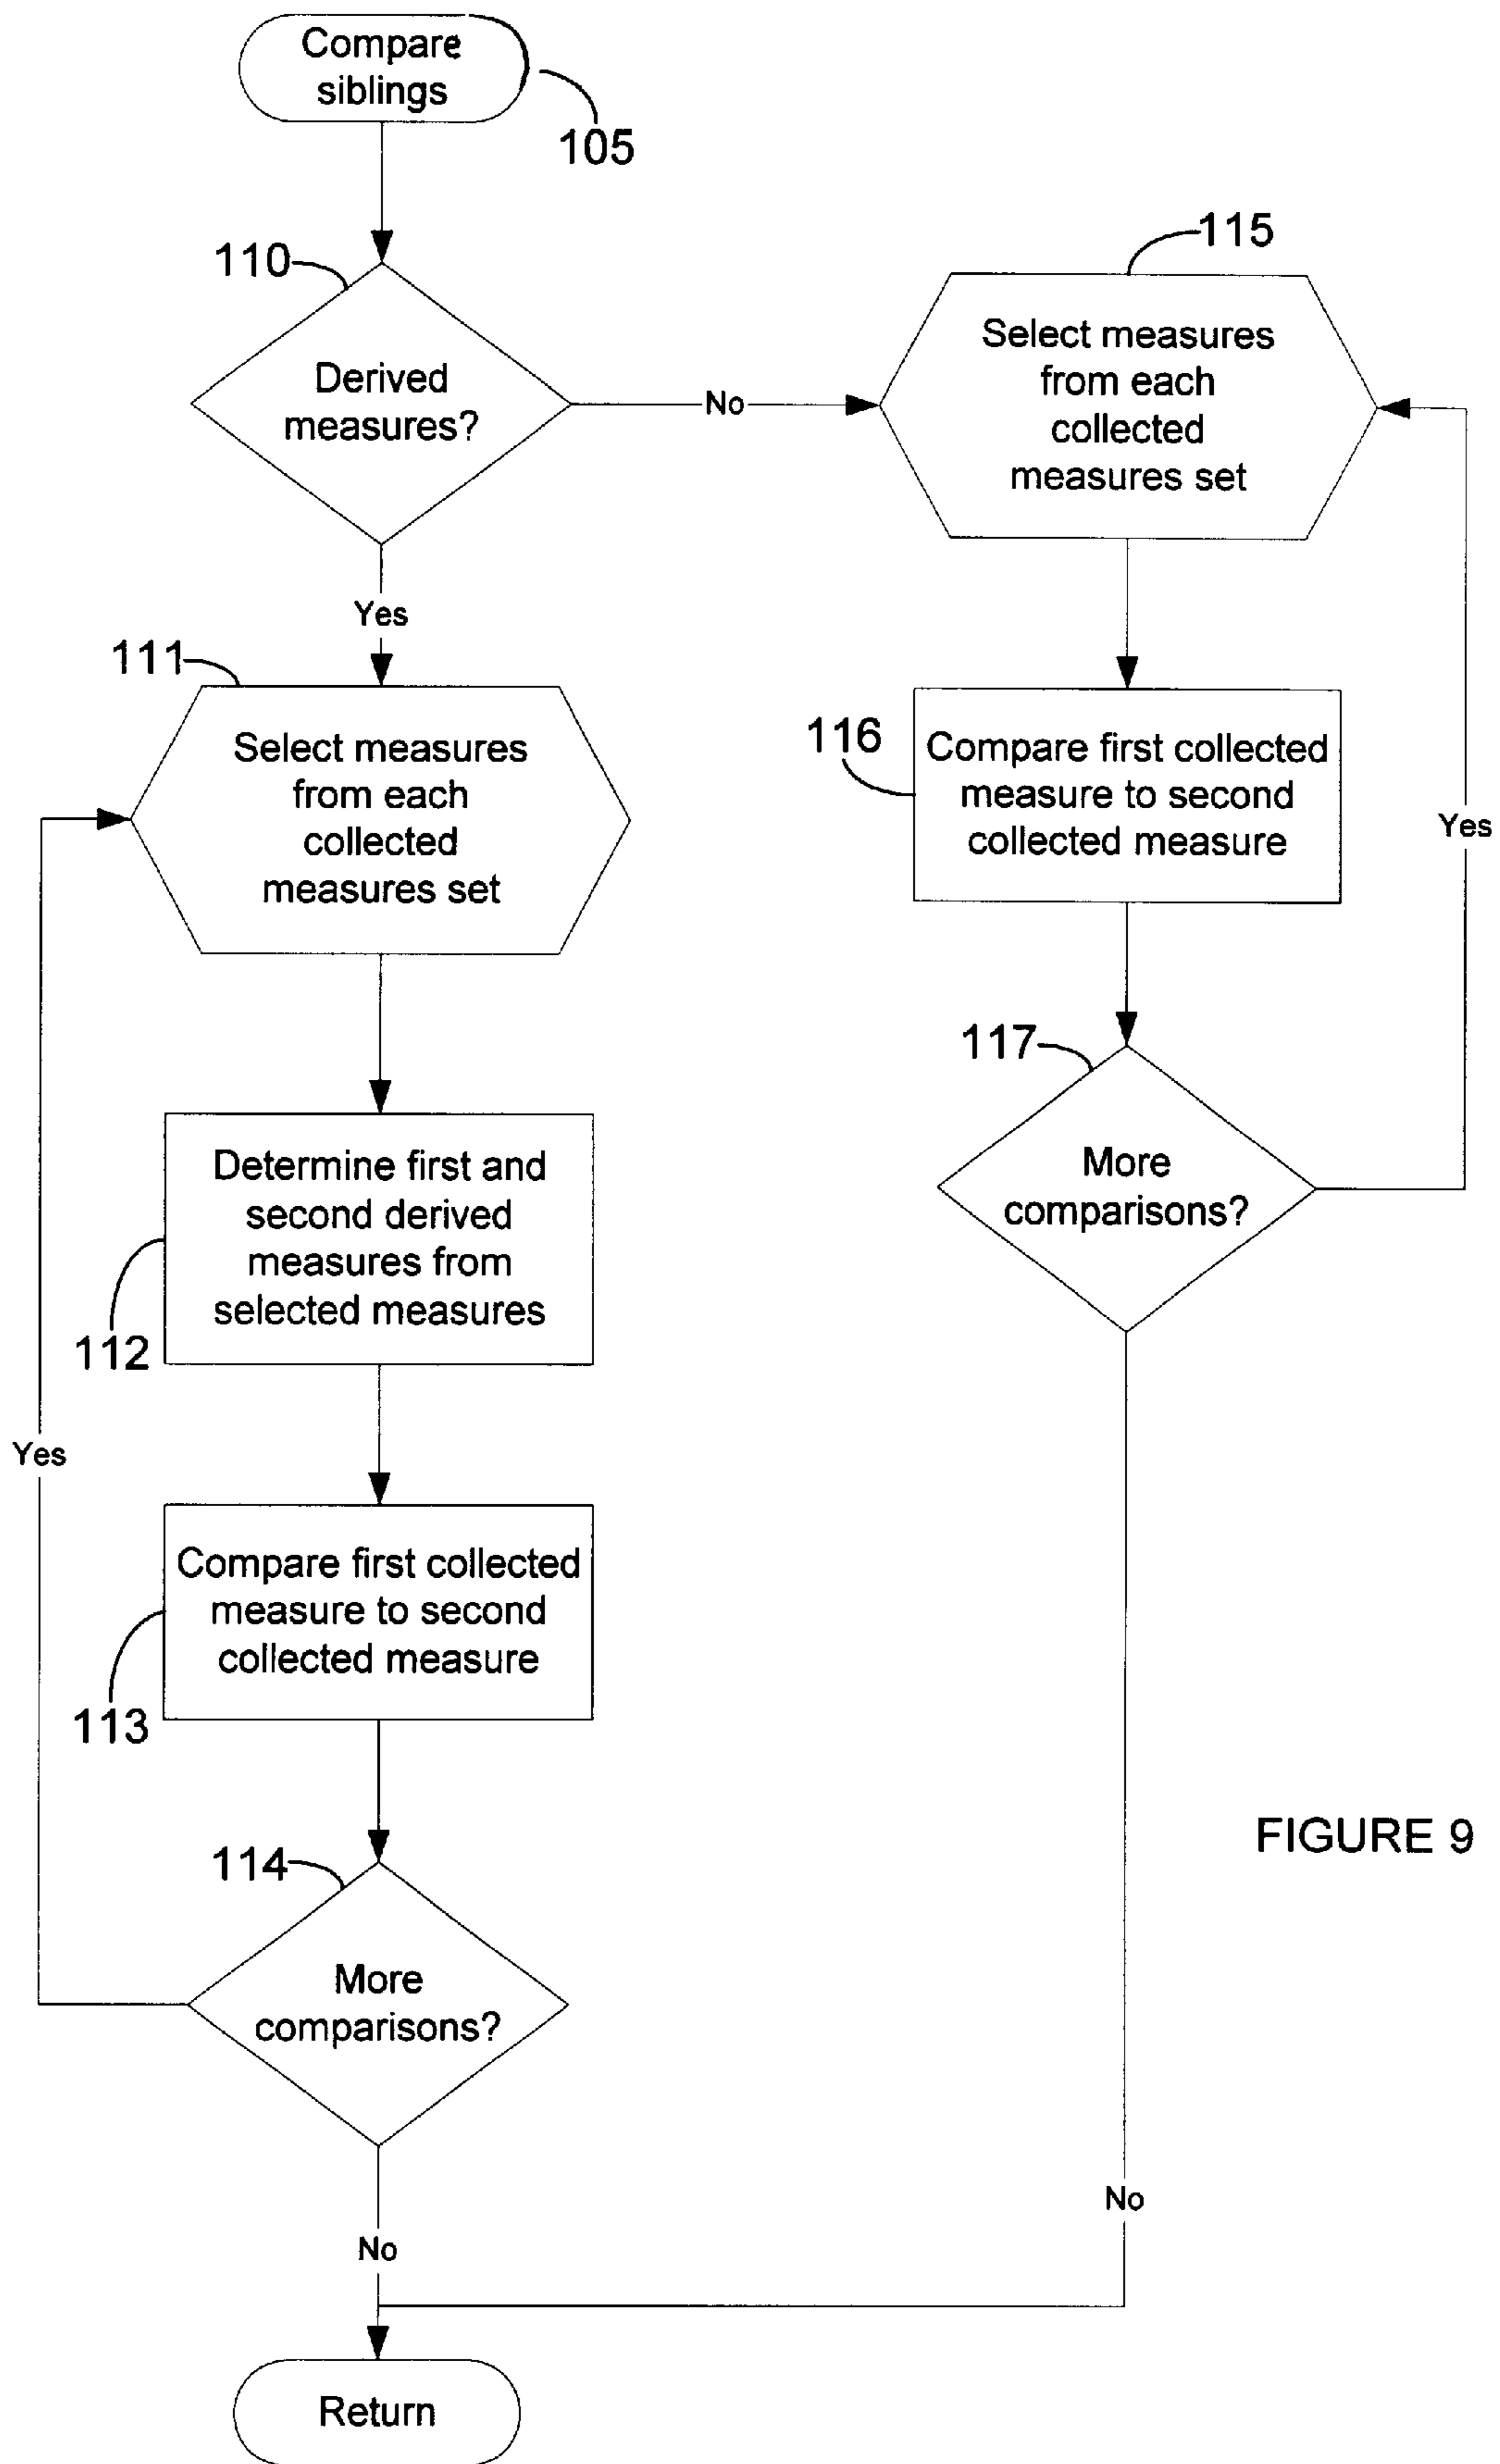 Compare
siblings
105
110
Derived
measures?
No
Yes
115
Select measures
from each
collected
measures set
111
Select measures
from each
collected
measures set
116
Compare first collected
measure to second
collected measure
Yes
117
More
comparisons?
112
Determine first and
second derived
measures from
selected measures
Yes
113
Compare first collected
measure to second
collected measure
114
More
comparisons?
No
No
Return
FIGURE 9